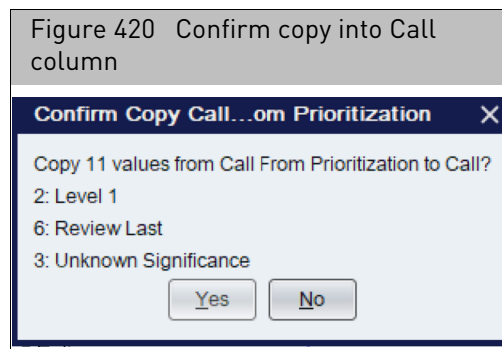 Figure 420 Confirm copy into Call
column
Confirm Copy Call...om Prioritization
Copy 11 values from Call From Prioritization to Call?
2: Level 1
6: Review Last
3: Unknown Significance
Yes No